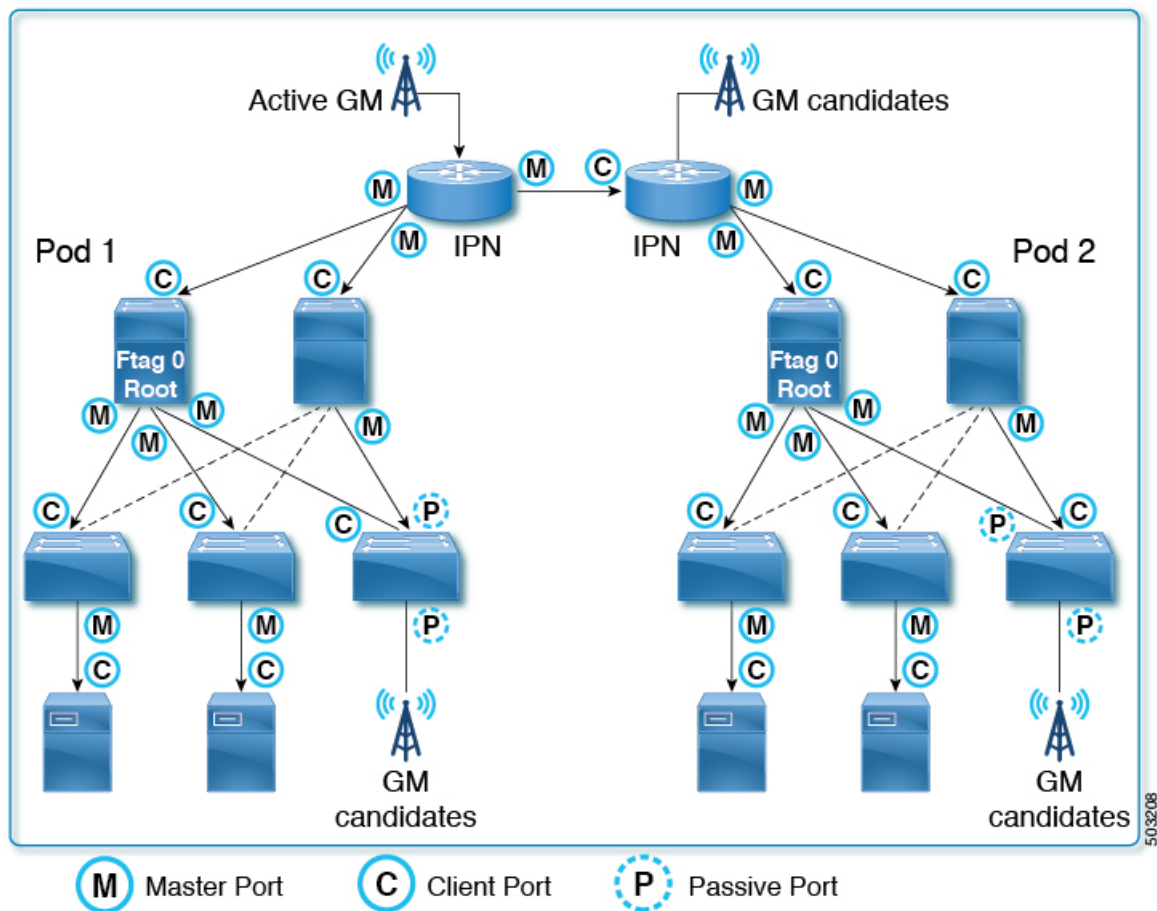 Active GM
GM candidates
M
C
M
M
M
M
IPN
IPN
Pod 1
Pod 2
C
C
C
C
Ftag 0
Root
Ftag 0
Root
M
M
M
M
M
M
M
M
C
C
C
P
C
C
P
C
M
M
P
M
M
P
C
C
C
C
GM
candidates
GM
candidates
503208
M Master Port
C Client Port
P Passive Port